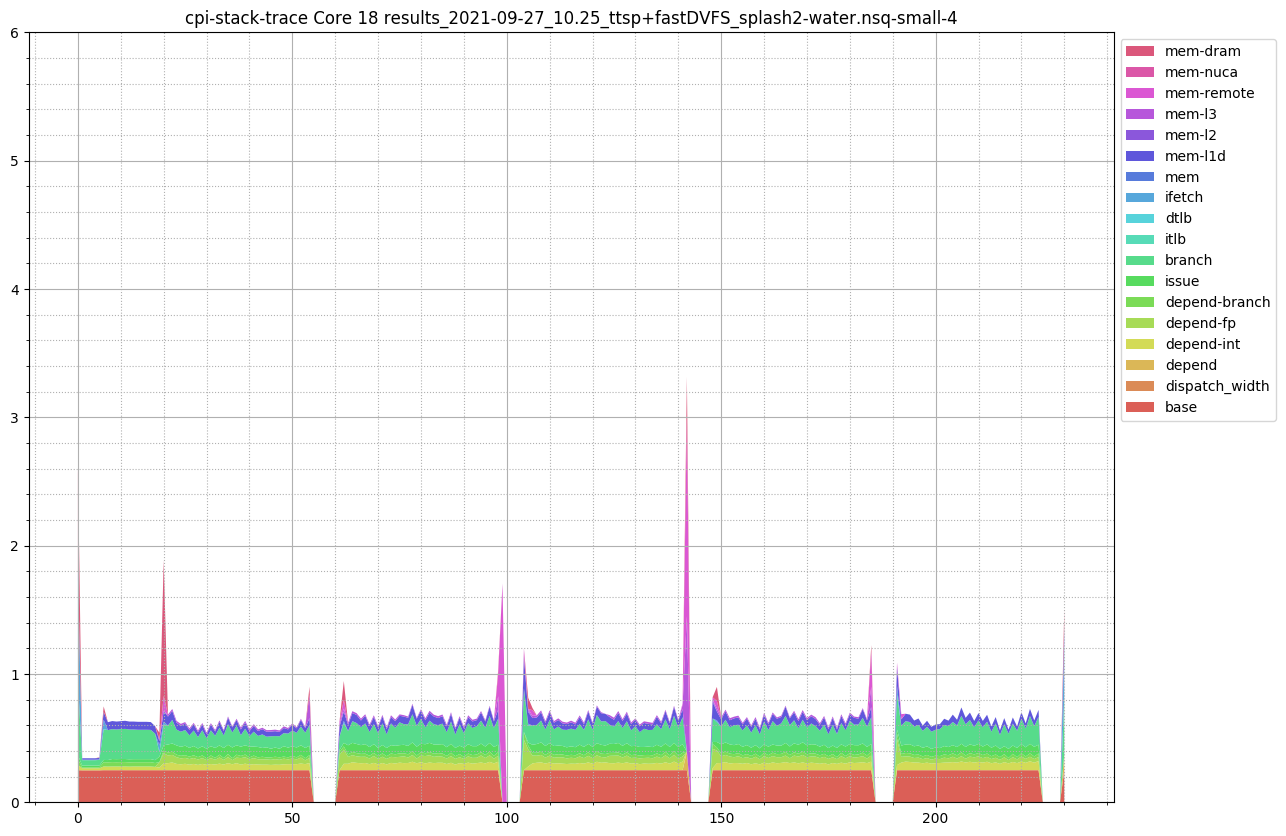 cpi-stack-trace Core 18 results_2021-09-27_10.25_ttsp+fastDVFS_splash2-water.nsq-small-4
6
5
4
3
2
1
0
0 50 100 150 200
mem-dram
mem-nuca
mem-remote
mem-l3
mem-l2
mem-l1d
mem
ifetch
dtlb
itlb
branch
issue
depend-branch
depend-fp
depend-int
depend
dispatch_width
base